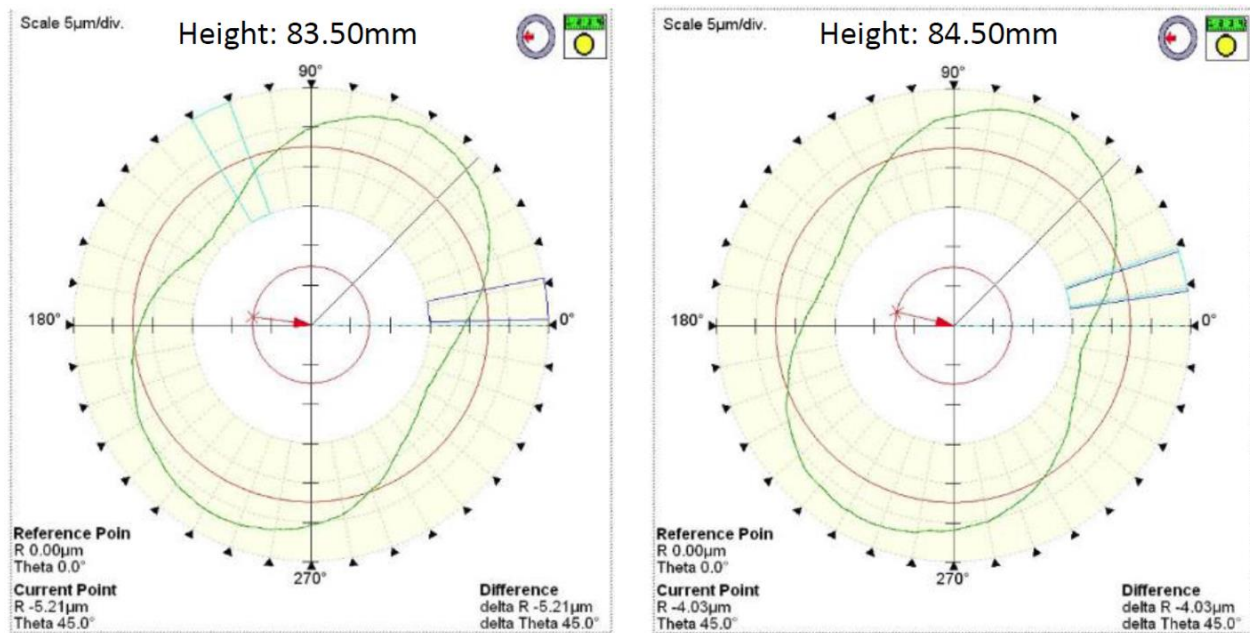 Scale 5µm/div.
Height: 83.50mm
90°
180°
0°
270°
Reference Poin
R 0.00µm
Theta 0.0°
Current Point
R -5.21µm
Theta 45.0°
Difference
delta R -5.21µm
delta Theta 45.0°
Scale 5µm/div.
Height: 84.50mm
90°
180°
0°
270°
Reference Poin
R 0.00µm
Theta 0.0°
Current Point
R -4.03µm
Theta 45.0°
Difference
delta R -4.03µm
delta Theta 45.0°